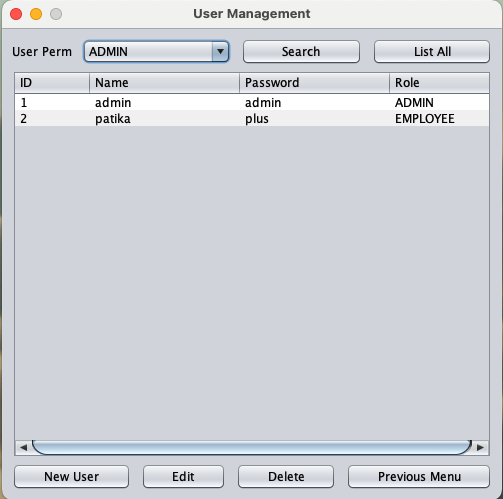 User Management
User Perm ADMIN Search List All
ID Name Password Role
1 admin admin ADMIN
2 patika plus EMPLOYEE
New User Edit Delete Previous Menu